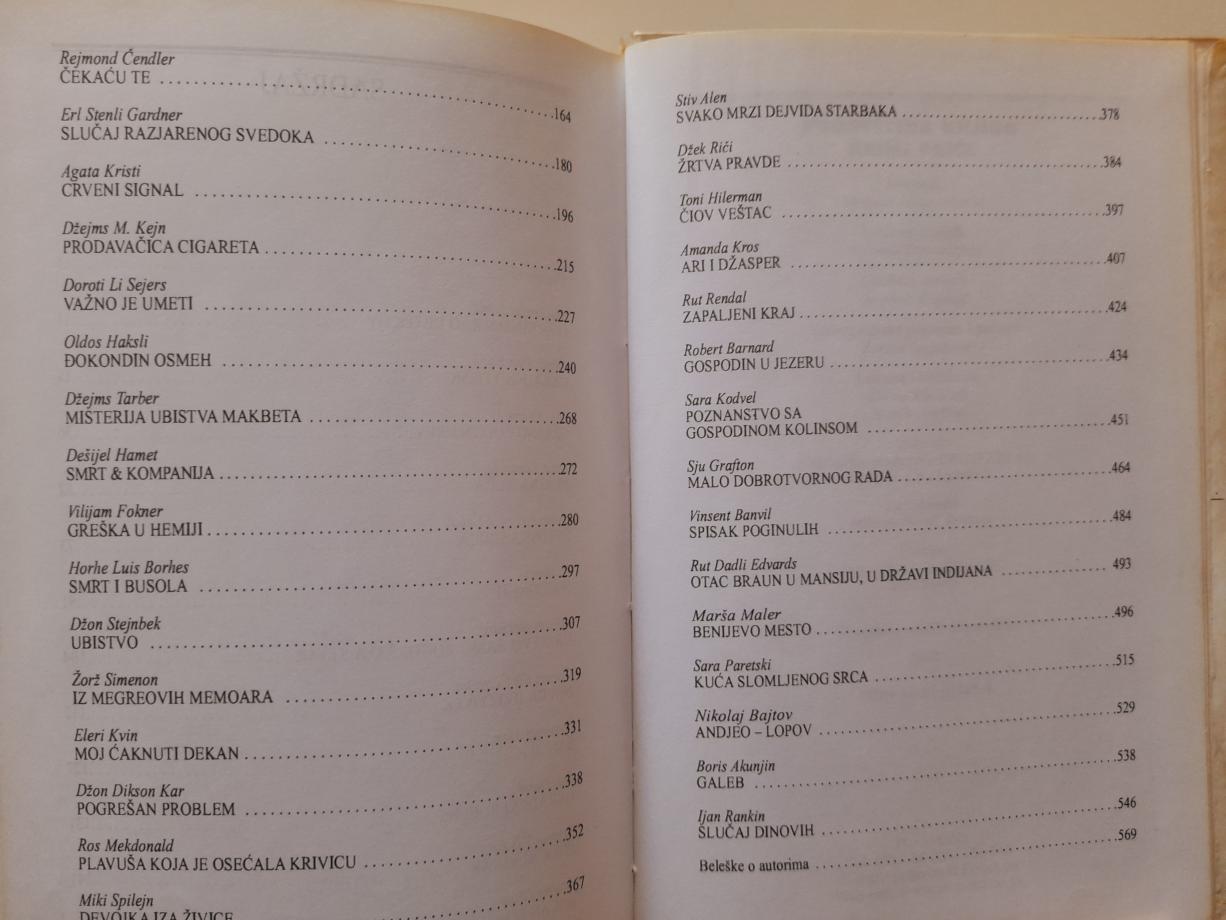 Rejmond Čendler
ČEKAĆU TE ........................ 164
Erl Stenli Gardner
SLUČAJ RAZJARENOG SVEDOKA ........................ 180
Agata Kristi
CRVENI SIGNAL ........................ 196
Džejms M. Kejn
PRODAVAČICA CIGARETA ........................ 215
Doroti Li Sejers
VAŽNO JE UMETI ........................ 227
Oldos Haksli
ĐOKONDIN OSMEH ........................ 240
Džejms Tarber
MISTERIJA UBISTVA MAKBETA ........................ 268
Dešijel Hamet
SMRT & KOMPANIJA ........................ 272
Vilijam Fokner
GREŠKA U HEMIJI ........................ 280
Horhe Luis Borhes
SMRT I BUSOLA ........................ 297
Džon Stejnbek
UBISTVO ........................ 307
Žorž Simenon
IZ MEGREOVIH MEMOARA ........................ 319
Eleri Kvin
MOJ ĆAKNUTI DEKAN ........................ 331
Džon Dikson Kar
POGREŠAN PROBLEM ........................ 338
Ros Mekdonald
PLAVUŠA KOJA JE OSEĆALA KRIVICU ........................ 352
Miki Spilejn
DEVOJKA IZA ŽIVICE ........................ 367
Stiv Alen
SVAKO MRZI DEJVIDA STARBAKA ........................ 378
Džek Riči
ŽRTVA PRAVDE ........................ 384
Toni Hilerman
ČIOV VEŠTAC ........................ 397
Amanda Kros
ARI I DŽASPER ........................ 407
Rut Rendal
ZAPALJENI KRAJ ........................ 424
Robert Barnard
GOSPODIN U JEZERU ........................ 434
Sara Kodvel
POZNANSTVO SA
GOSPODINOM KOLINSOM ........................ 451
Sju Grafton
MALO DOBROTVORNOG RADA ........................ 464
Vinsent Banvil
SPISAK POGINULIH ........................ 484
Rut Dadli Edvards
OTAC BRAUN U MANSIJU, U DRŽAVI INDIJANA ............ 493
Marša Maler
BENIJEVO MESTO ........................ 496
Sara Paretski
KUĆA SLOMLJENOG SRCA ........................ 515
Nikolaj Bajtov
ANDJEO – LOPOV ........................ 529
Boris Akunjin
GALEB ........................ 538
Ijan Rankin
SLUČAJ DINOVIH ........................ 546
Beleške o autorima ........................ 569